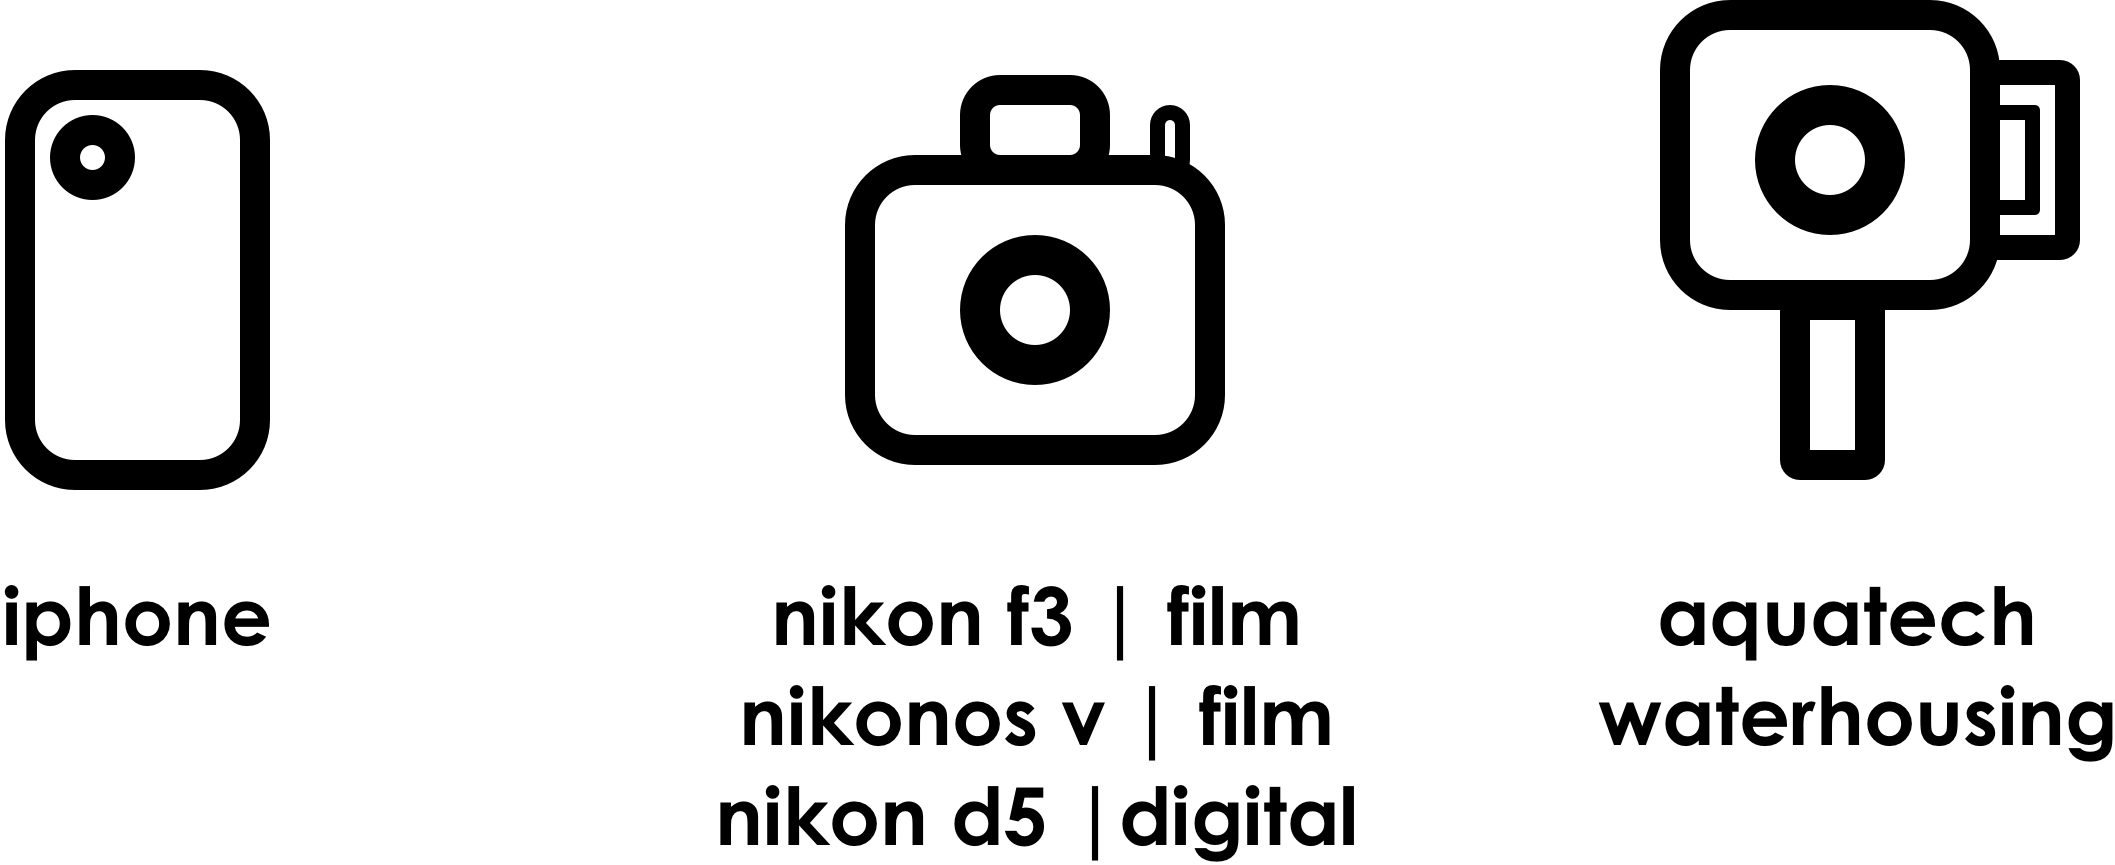 iphone
nikon f3 | film
nikonos v | film
nikon d5 |digital
aquatech
waterhousing